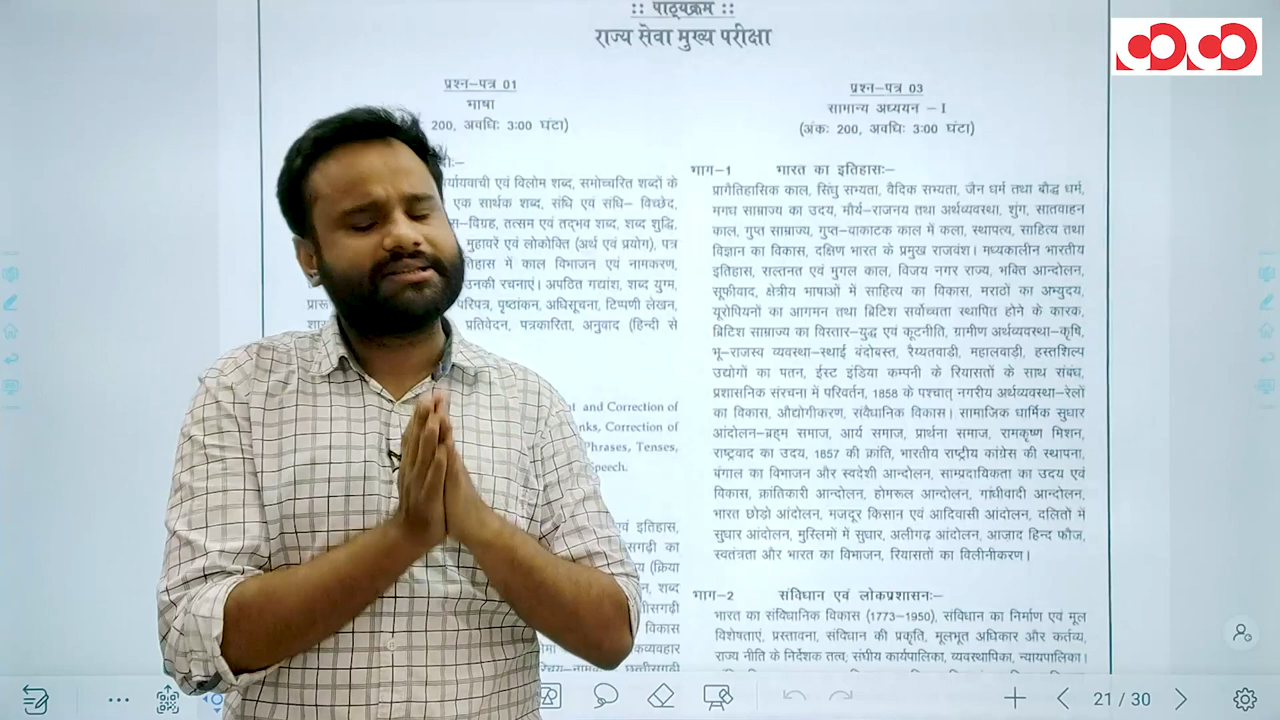 :: पाठ्यक्रम ::
राज्य सेवा मुख्य परीक्षा
प्रश्न–पत्र 01
भाषा
200, अवधिः 3:00 घंटा)
र्यायवाची एवं विलोम शब्द, समोच्चरित शब्दों के
एक सार्थक शब्द, संधि एवं संधि– विच्छेद,
स–विग्रह, तत्सम एवं तद्भव शब्द, शब्द शुद्धि,
मुहावरें एवं लोकोक्ति (अर्थ एवं प्रयोग), पत्र
तिहास में काल विभाजन एवं नामकरण,
उनकी रचनाएं। अपठित गद्यांश, शब्द युग्म,
प्रारू परिपत्र, पृष्ठांकन, अधिसूचना, टिप्पणी लेखन,
शास प्रतिवेदन, पत्रकारिता, अनुवाद (हिन्दी से
and Correction of
nks, Correction of
Phrases, Tenses,
Speech.
एवं इतिहास,
सगढ़ी का
य (क्रिया
न, शब्द
ीसगढ़ी
विकास
कव्यवहार
छत्तीसगढ़ी
प्रश्न–पत्र 03
सामान्य अध्ययन – I
(अंकः 200, अवधिः 3:00 घंटा)
भाग–1 भारत का इतिहासः–
प्रागैतिहासिक काल, सिंधु सभ्यता, वैदिक सभ्यता, जैन धर्म तथा बौद्ध धर्म,
मगध साम्राज्य का उदय, मौर्य–राजनय तथा अर्थव्यवस्था, शुंग, सातवाहन
काल, गुप्त साम्राज्य, गुप्त–वाकाटक काल में कला, स्थापत्य, साहित्य तथा
विज्ञान का विकास, दक्षिण भारत के प्रमुख राजवंश। मध्यकालीन भारतीय
इतिहास, सल्तनत एवं मुगल काल, विजय नगर राज्य, भक्ति आन्दोलन,
सूफीवाद, क्षेत्रीय भाषाओं में साहित्य का विकास, मराठों का अभ्युदय,
यूरोपियनों का आगमन तथा ब्रिटिश सर्वोच्चता स्थापित होने के कारक,
ब्रिटिश साम्राज्य का विस्तार–युद्ध एवं कूटनीति, ग्रामीण अर्थव्यवस्था–कृषि,
भू–राजस्व व्यवस्था–स्थाई बंदोबस्त, रैय्यतवाड़ी, महालवाड़ी, हस्तशिल्प
उद्योगों का पतन, ईस्ट इंडिया कम्पनी के रियासतों के साथ संबंध,
प्रशासनिक संरचना में परिवर्तन, 1858 के पश्चात् नगरीय अर्थव्यवस्था–रेलों
का विकास, औद्योगीकरण, संवैधानिक विकास। सामाजिक धार्मिक सुधार
आंदोलन–ब्रह्म समाज, आर्य समाज, प्रार्थना समाज, रामकृष्ण मिशन,
राष्ट्रवाद का उदय, 1857 की क्रांति, भारतीय राष्ट्रीय कांग्रेस की स्थापना,
बंगाल का विभाजन और स्वदेशी आन्दोलन, साम्प्रदायिकता का उदय एवं
विकास, क्रांतिकारी आन्दोलन, होमरूल आन्दोलन, गांधीवादी आन्दोलन,
भारत छोड़ो आंदोलन, मजदूर किसान एवं आदिवासी आंदोलन, दलितों में
सुधार आंदोलन, मुस्लिमों में सुधार, अलीगढ़ आंदोलन, आज़ाद हिन्द फौज,
स्वतंत्रता और भारत का विभाजन, रियासतों का विलीनीकरण।
भाग–2 संविधान एवं लोकप्रशासनः–
भारत का संविधानिक विकास (1773–1950), संविधान का निर्माण एवं मूल
विशेषताएं, प्रस्तावना, संविधान की प्रकृति, मूलभूत अधिकार और कर्तव्य,
राज्य नीति के निर्देशक तत्व, संघीय कार्यपालिका, व्यवस्थापिका, न्यायपालिका।
21 / 30